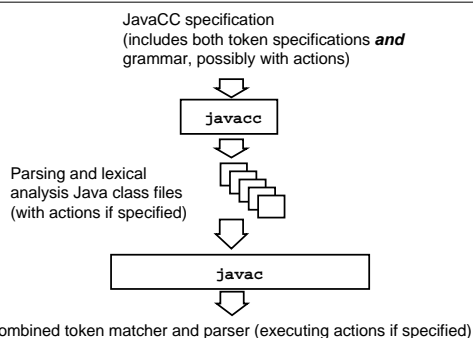 JavaCC specification
(includes both token specifications and
grammar, possibly with actions)
javacc
Parsing and lexical
analysis Java class files
(with actions if specified)
javac
ombined token matcher and parser (executing actions if specified)